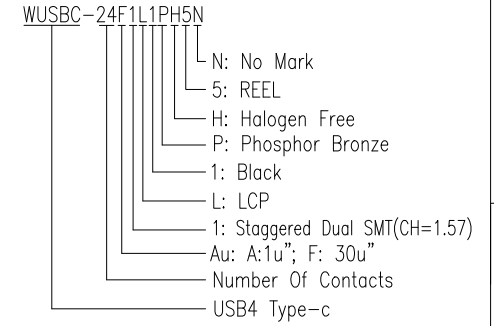 WUSBC-24F1L1PH5N
N: No Mark
5: REEL
H: Halogen Free
P: Phosphor Bronze
1: Black
L: LCP
1: Staggered Dual SMT(CH=1.57)
Au: A:1u”; F: 30u”
Number Of Contacts
USB4 Type-c